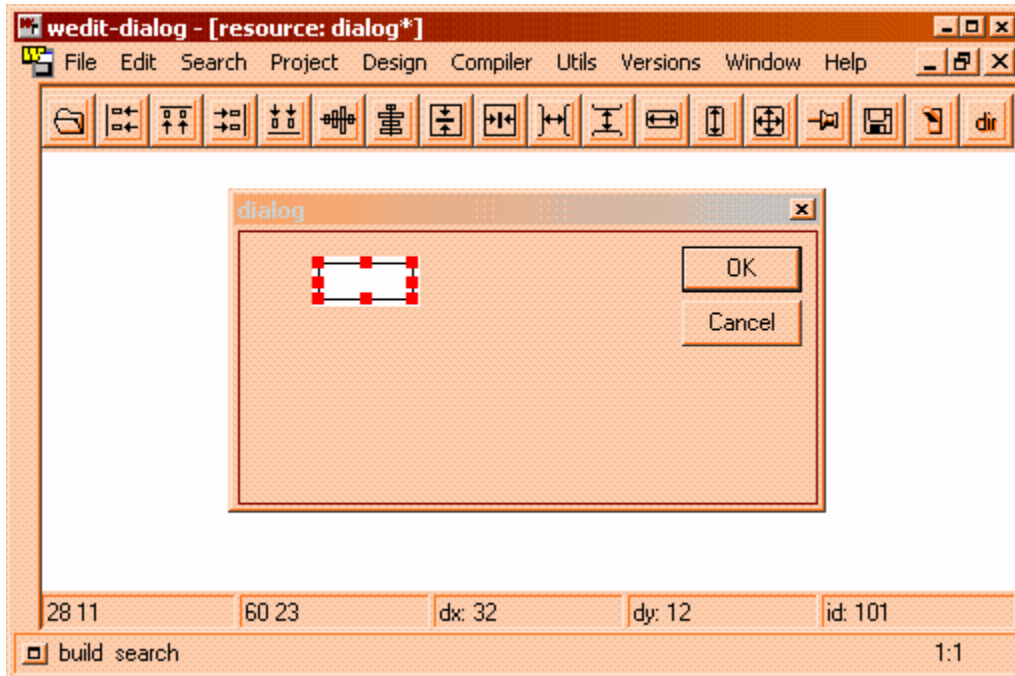 wedit-dialog - [resource: dialog*]
File Edit Search Project Design Compiler Utils Versions Window Help
dir
dialog
OK
Cancel
28 11 60 23 dx: 32 dy: 12 id: 101
build search 1:1